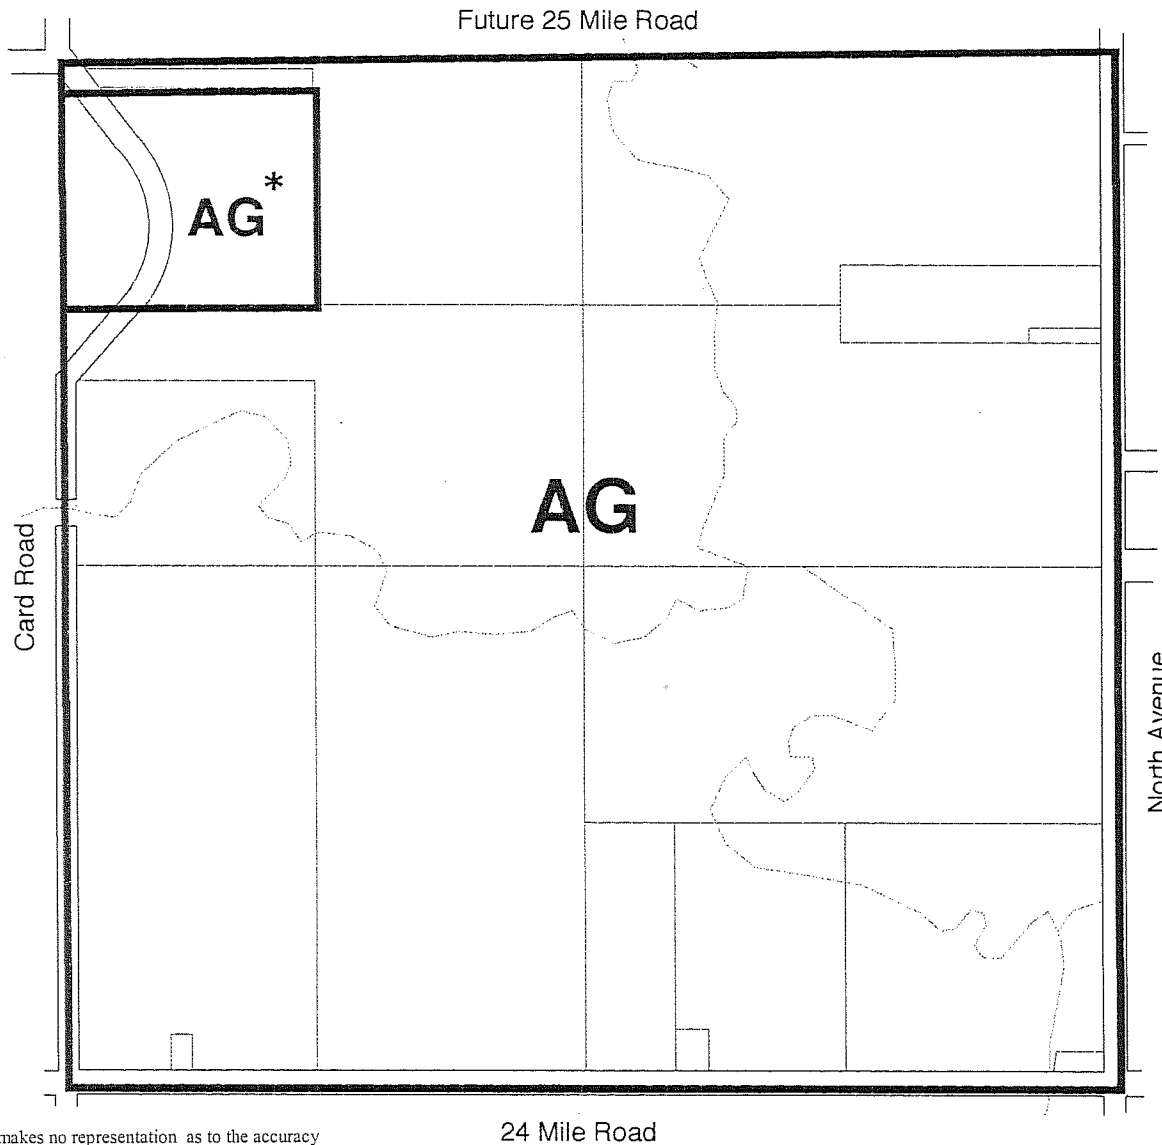 Future 25 Mile Road
AG*
AG
Card Road
North Avenue
24 Mile Road
makes no representation as to the accuracy